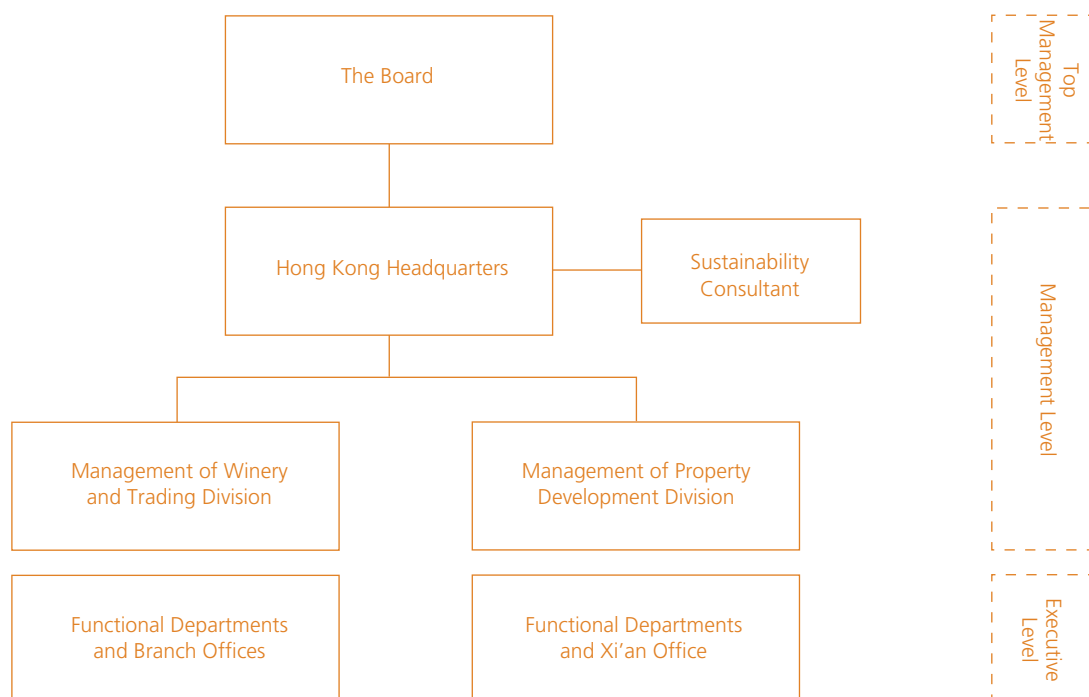 The Board
Top
Management
Level
Hong Kong Headquarters
Sustainability
Consultant
Management Level
Management of Winery
and Trading Division
Management of Property
Development Division
Functional Departments
and Branch Offices
Functional Departments
and Xi’an Office
Executive
Level